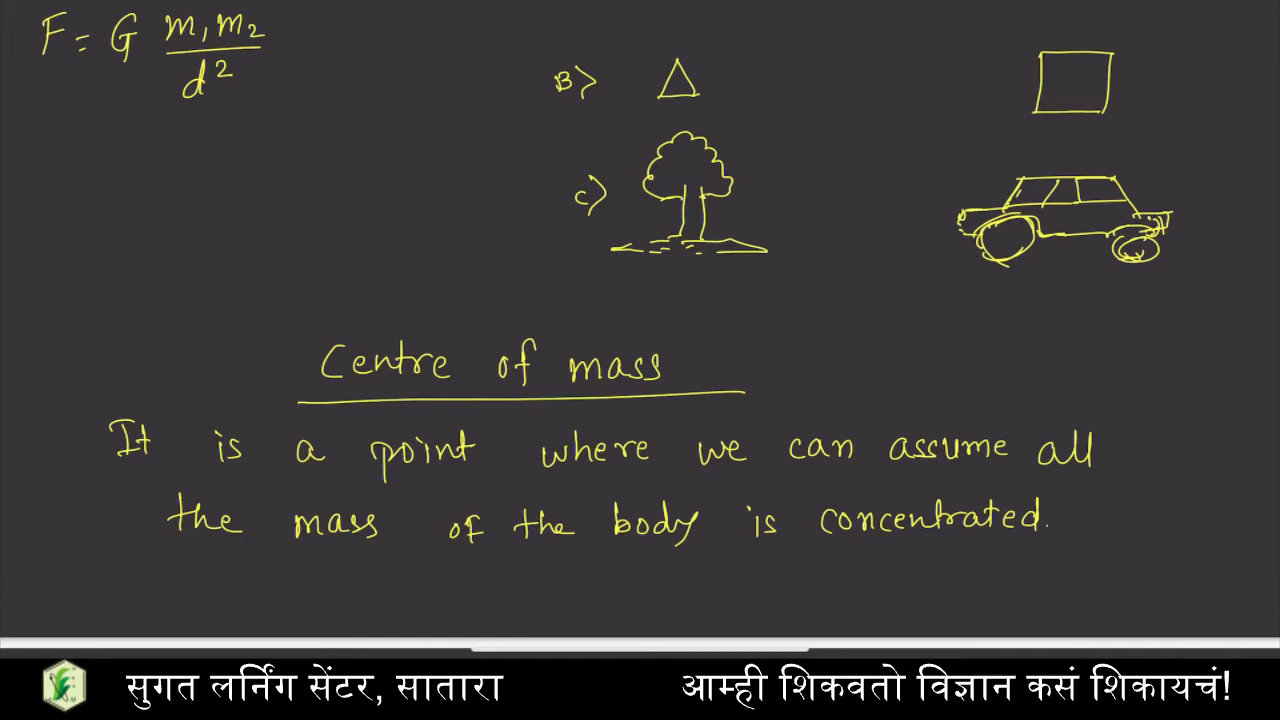 F = G m₁m₂ / d²
B>
C>
Centre of mass
It is a point where we can assume all
the mass of the body is concentrated.
सुगत लर्निंग सेंटर, सातारा
आम्ही शिकवतो विज्ञान कसं शिकायचं!